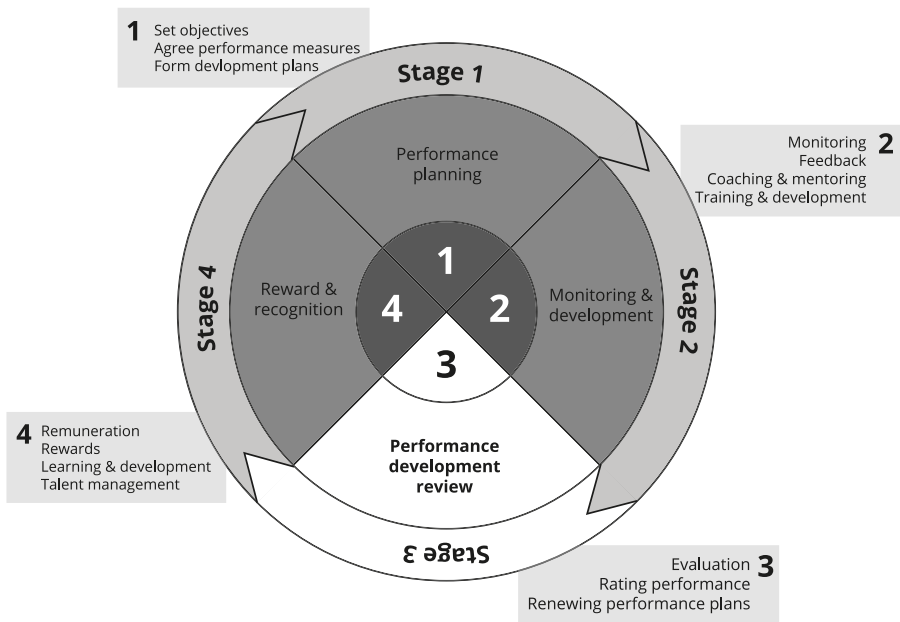 1
Set objectives
Agree performance measures
Form devlopment plans
Stage 1
Monitoring
Feedback
Coaching & mentoring
Training & development
2
Performance
planning
1
Stage 4
Reward &
recognition
4
2
Monitoring &
development
Stage 2
3
4
Remuneration
Rewards
Learning & development
Talent management
Performance
development
review
Stage 3
Evaluation
Rating performance
Renewing performance plans
3